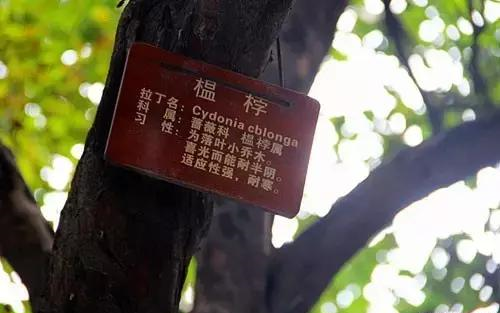 榅 桲
拉丁名：Cydonia cblonga
科 属：蔷薇科 榅桲属
习 性：为落叶小乔木。
喜光而能耐半阴。
适应性强，耐寒。